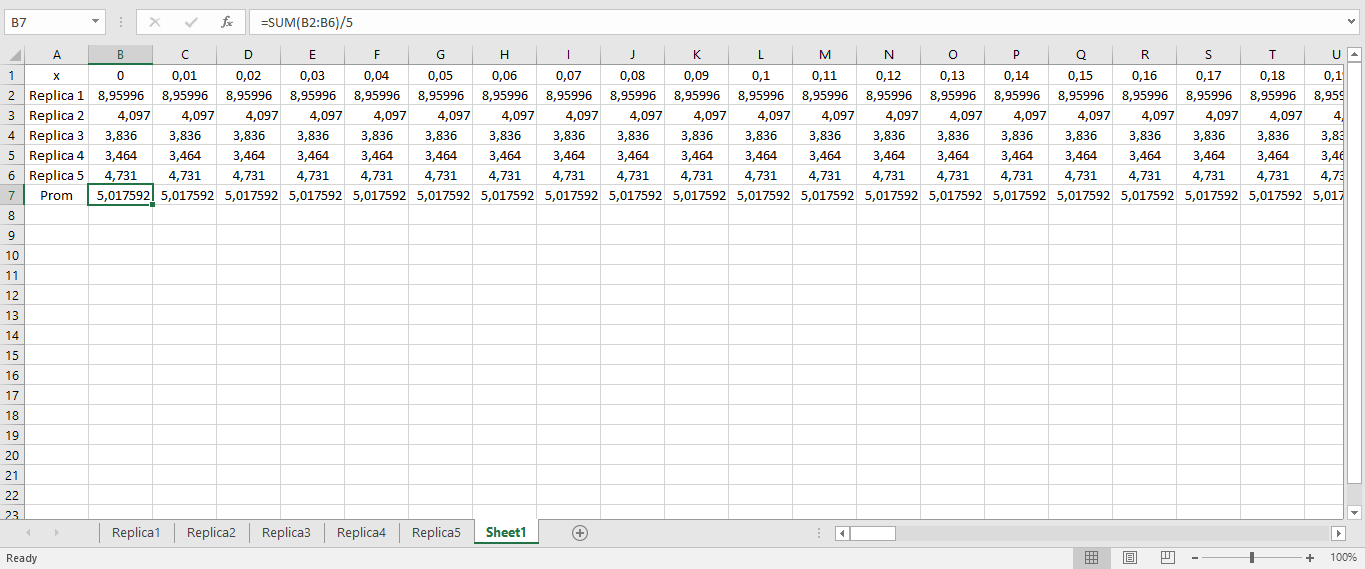 B7 fx =SUM(B2:B6)/5
A B C D E F G H I J K L M N O P Q R S T U
1 x 0 0,01 0,02 0,03 0,04 0,05 0,06 0,07 0,08 0,09 0,1 0,11 0,12 0,13 0,14 0,15 0,16 0,17 0,18
2 Replica 1 8,95996 8,95996 8,95996 8,95996 8,95996 8,95996 8,95996 8,95996 8,95996 8,95996 8,95996 8,95996 8,95996 8,95996 8,95996 8,95996 8,95996 8,95996 8,95996
3 Replica 2 4,097 4,097 4,097 4,097 4,097 4,097 4,097 4,097 4,097 4,097 4,097 4,097 4,097 4,097 4,097 4,097 4,097 4,097 4,097
4 Replica 3 3,836 3,836 3,836 3,836 3,836 3,836 3,836 3,836 3,836 3,836 3,836 3,836 3,836 3,836 3,836 3,836 3,836 3,836 3,836
5 Replica 4 3,464 3,464 3,464 3,464 3,464 3,464 3,464 3,464 3,464 3,464 3,464 3,464 3,464 3,464 3,464 3,464 3,464 3,464 3,464
6 Replica 5 4,731 4,731 4,731 4,731 4,731 4,731 4,731 4,731 4,731 4,731 4,731 4,731 4,731 4,731 4,731 4,731 4,731 4,731 4,731
7 Prom 5,017592 5,017592 5,017592 5,017592 5,017592 5,017592 5,017592 5,017592 5,017592 5,017592 5,017592 5,017592 5,017592 5,017592 5,017592 5,017592 5,017592 5,017592 5,017592
8
9
10
11
12
13
14
15
16
17
18
19
20
21
22
23
Replica1 Replica2 Replica3 Replica4 Replica5 Sheet1
Ready 100%